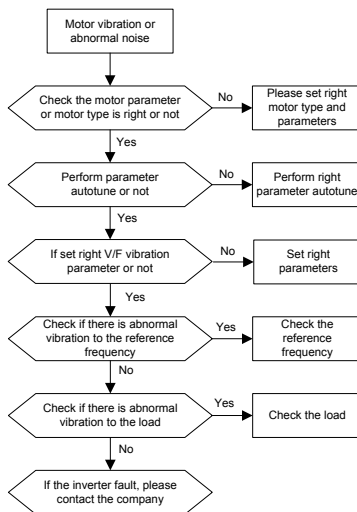 Motor vibration or
abnormal noise
Check the motor parameter
or motor type is right or not
No
Please set right
motor type and
parameters
Yes
Perform parameter
autotune or not
No
Perform right
parameter autotune
Yes
If set right V/F vibration
parameter or not
No
Set right
parameters
Yes
Check if there is abnormal
vibration to the reference
frequency
Yes
Check the
reference
frequency
No
Check if there is abnormal
vibration to the load
Yes
Check the load
No
If the inverter fault, please
contact the company